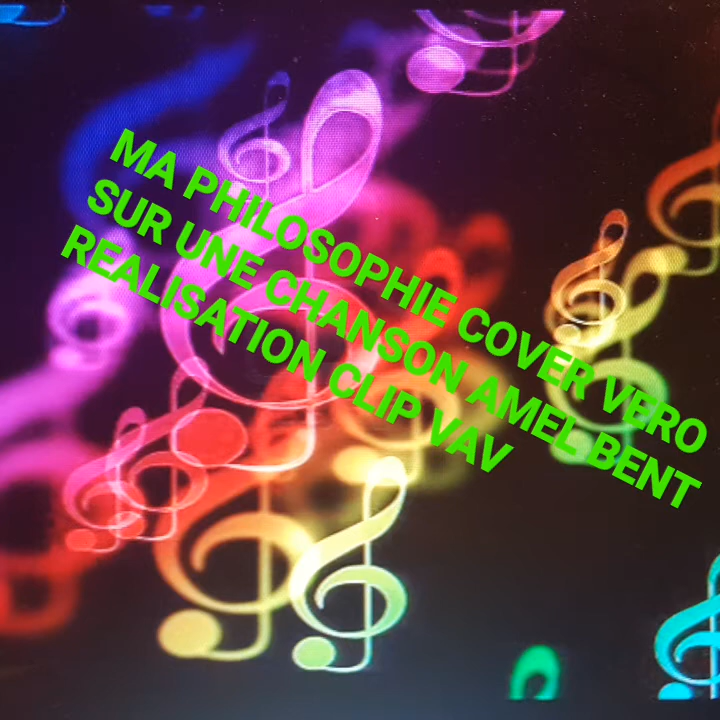 MA PHILOSOPHIE COVER VERO
SUR UNE CHANSON AMEL BENT
REALISATION CLIP VAV